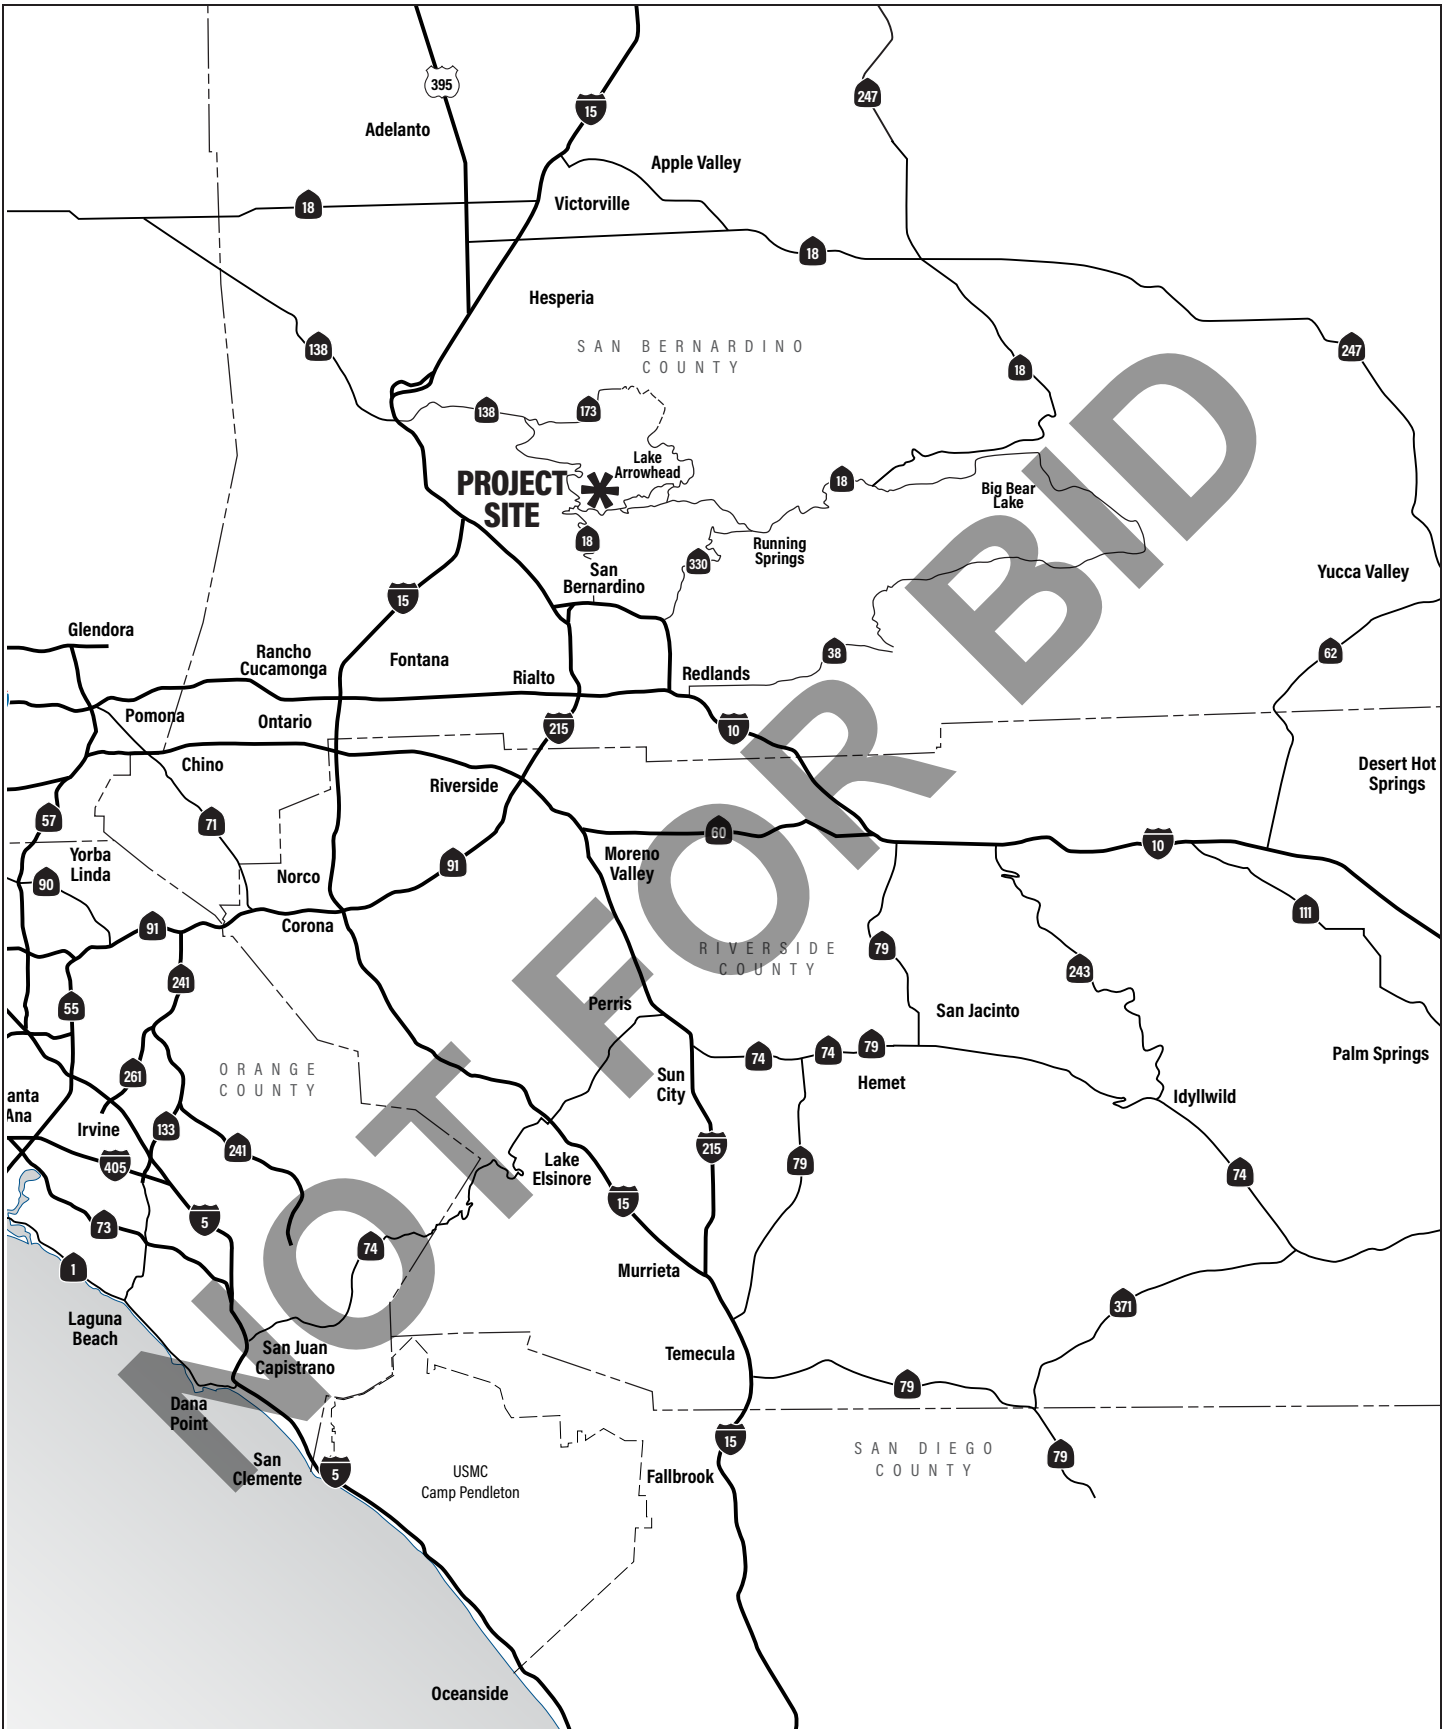 395
15
247
Adelanto
Apple Valley
18
Victorville
18
Hesperia
138
SAN BERNARDINO
COUNTY
247
18
138
173
Lake
Arrowhead
PROJECT
SITE
18
Big Bear
Lake
18
Running
Springs
330
San
Bernardino
Yucca Valley
15
Glendora
Rancho
Cucamonga
Fontana
Rialto
Redlands
38
62
Pomona
Ontario
215
10
Chino
Riverside
Desert Hot
Springs
57
71
60
10
Yorba
Linda
90
Norco
91
Moreno
Valley
111
91
Corona
RIVERSIDE
COUNTY
79
243
241
55
Perris
San Jacinto
ORANGE
COUNTY
261
74
74
79
Hemet
Palm Springs
Sun
City
anta
Ana
Irvine
133
Idyllwild
241
215
405
Lake
Elsinore
79
74
15
73
5
74
1
Murrieta
371
Laguna
Beach
San Juan
Capistrano
Temecula
79
Dana
Point
15
San
Clemente
5
USMC
Camp Pendleton
Fallbrook
SAN DIEGO
COUNTY
79
Oceanside
NOT FOR BID